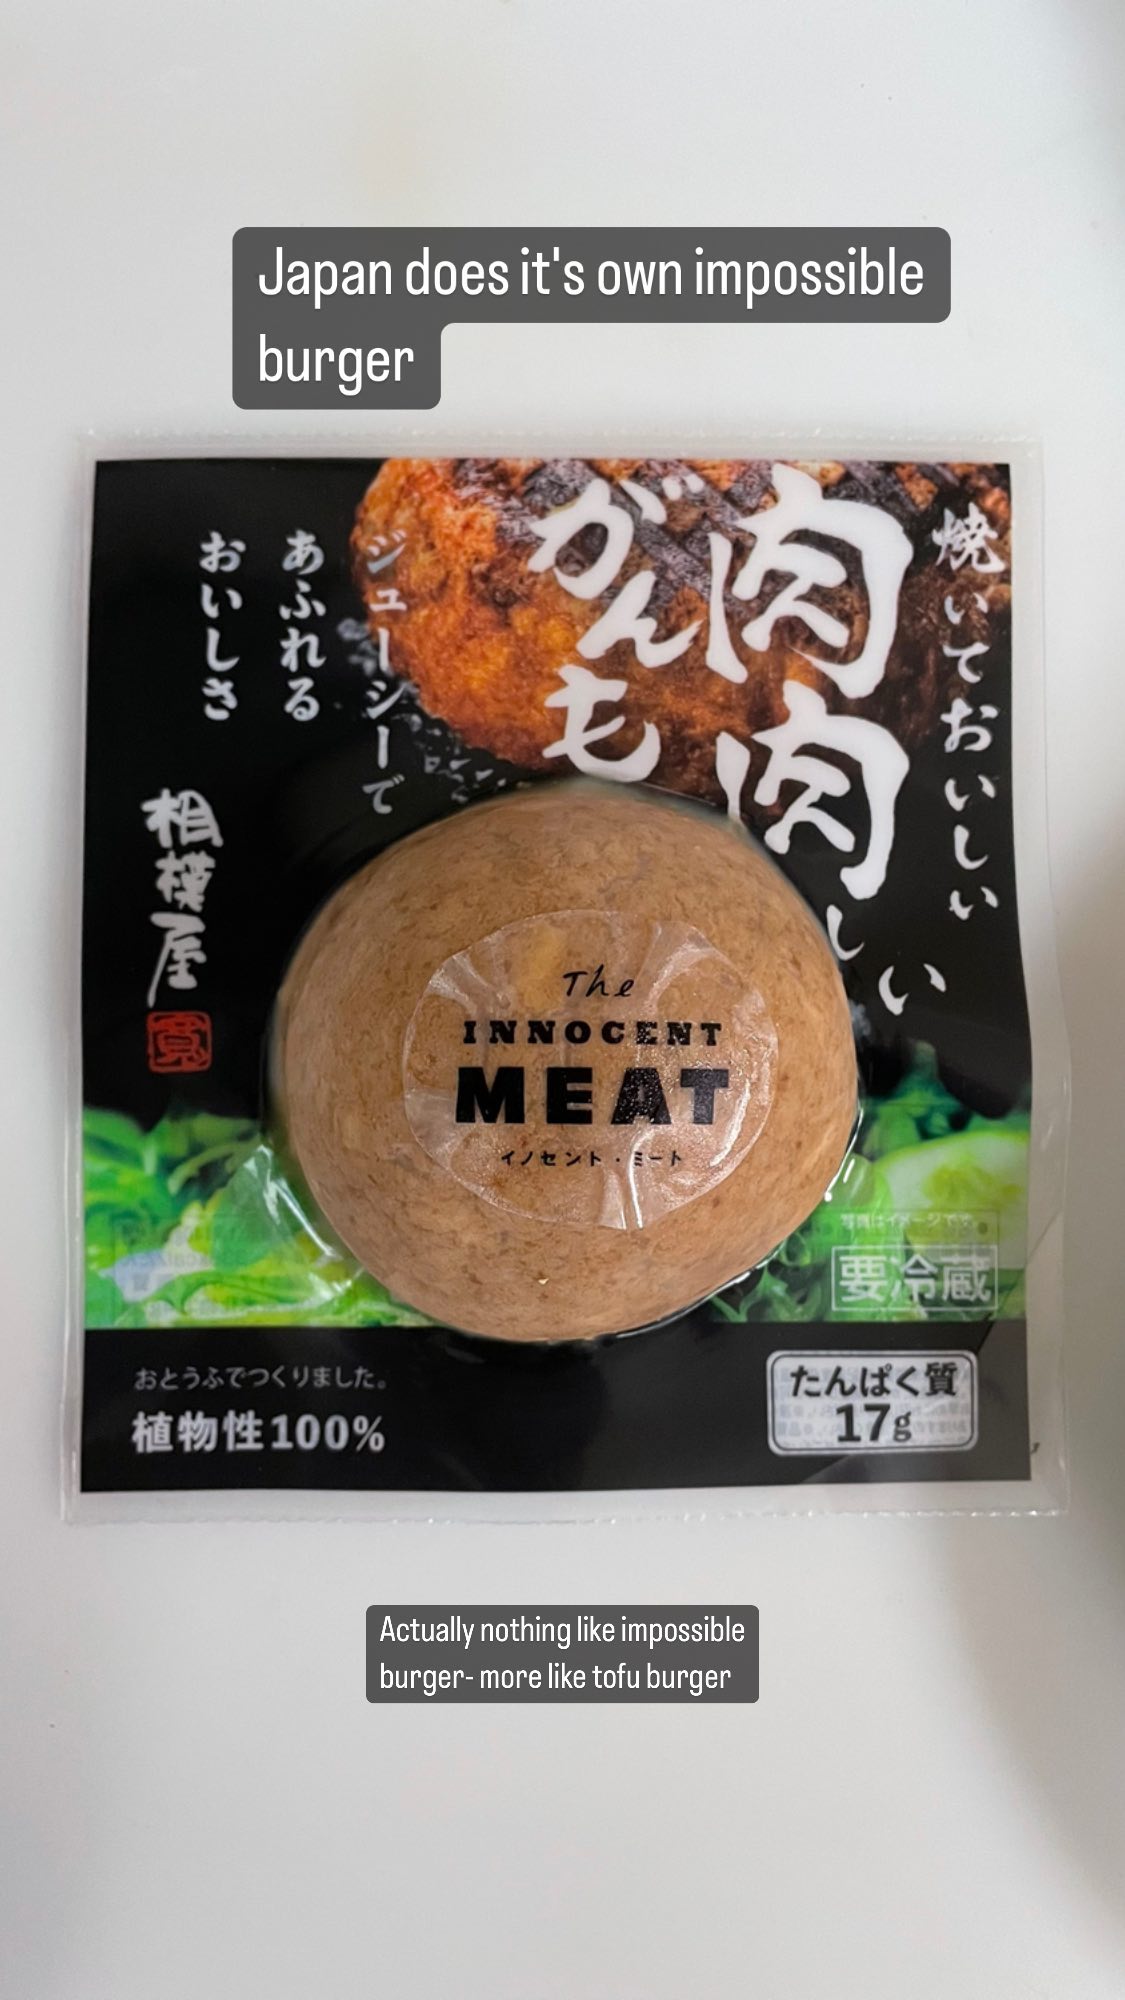 Japan does it's own impossible
burger
焼いておいしい
肉肉しい
がんも
ジューシーで
あふれる
おいしさ
相模屋
The
INNOCENT
MEAT
イノセント・ミート
写真はイメージです
要冷蔵
おとうふでつくりました。
植物性100%
たんぱく質
17g
Actually nothing like impossible
burger- more like tofu burger